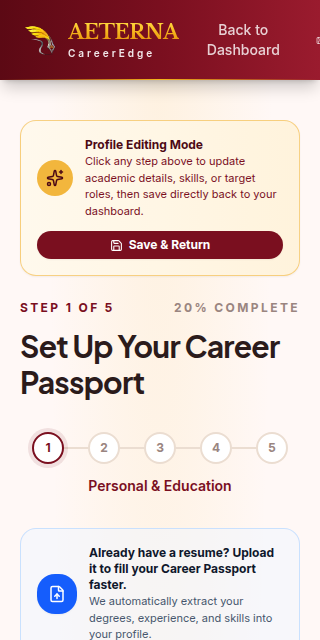 AETERNA
CareerEdge
Back to
Dashboard
Profile Editing Mode
Click any step above to update
academic details, skills, or target
roles, then save directly back to your
dashboard.
Save & Return
STEP 1 OF 5
20% COMPLETE
Set Up Your Career
Passport
1 2 3 4 5
Personal & Education
Already have a resume? Upload
it to fill your Career Passport
faster.
We automatically extract your
degrees, experience, and skills into
your profile.